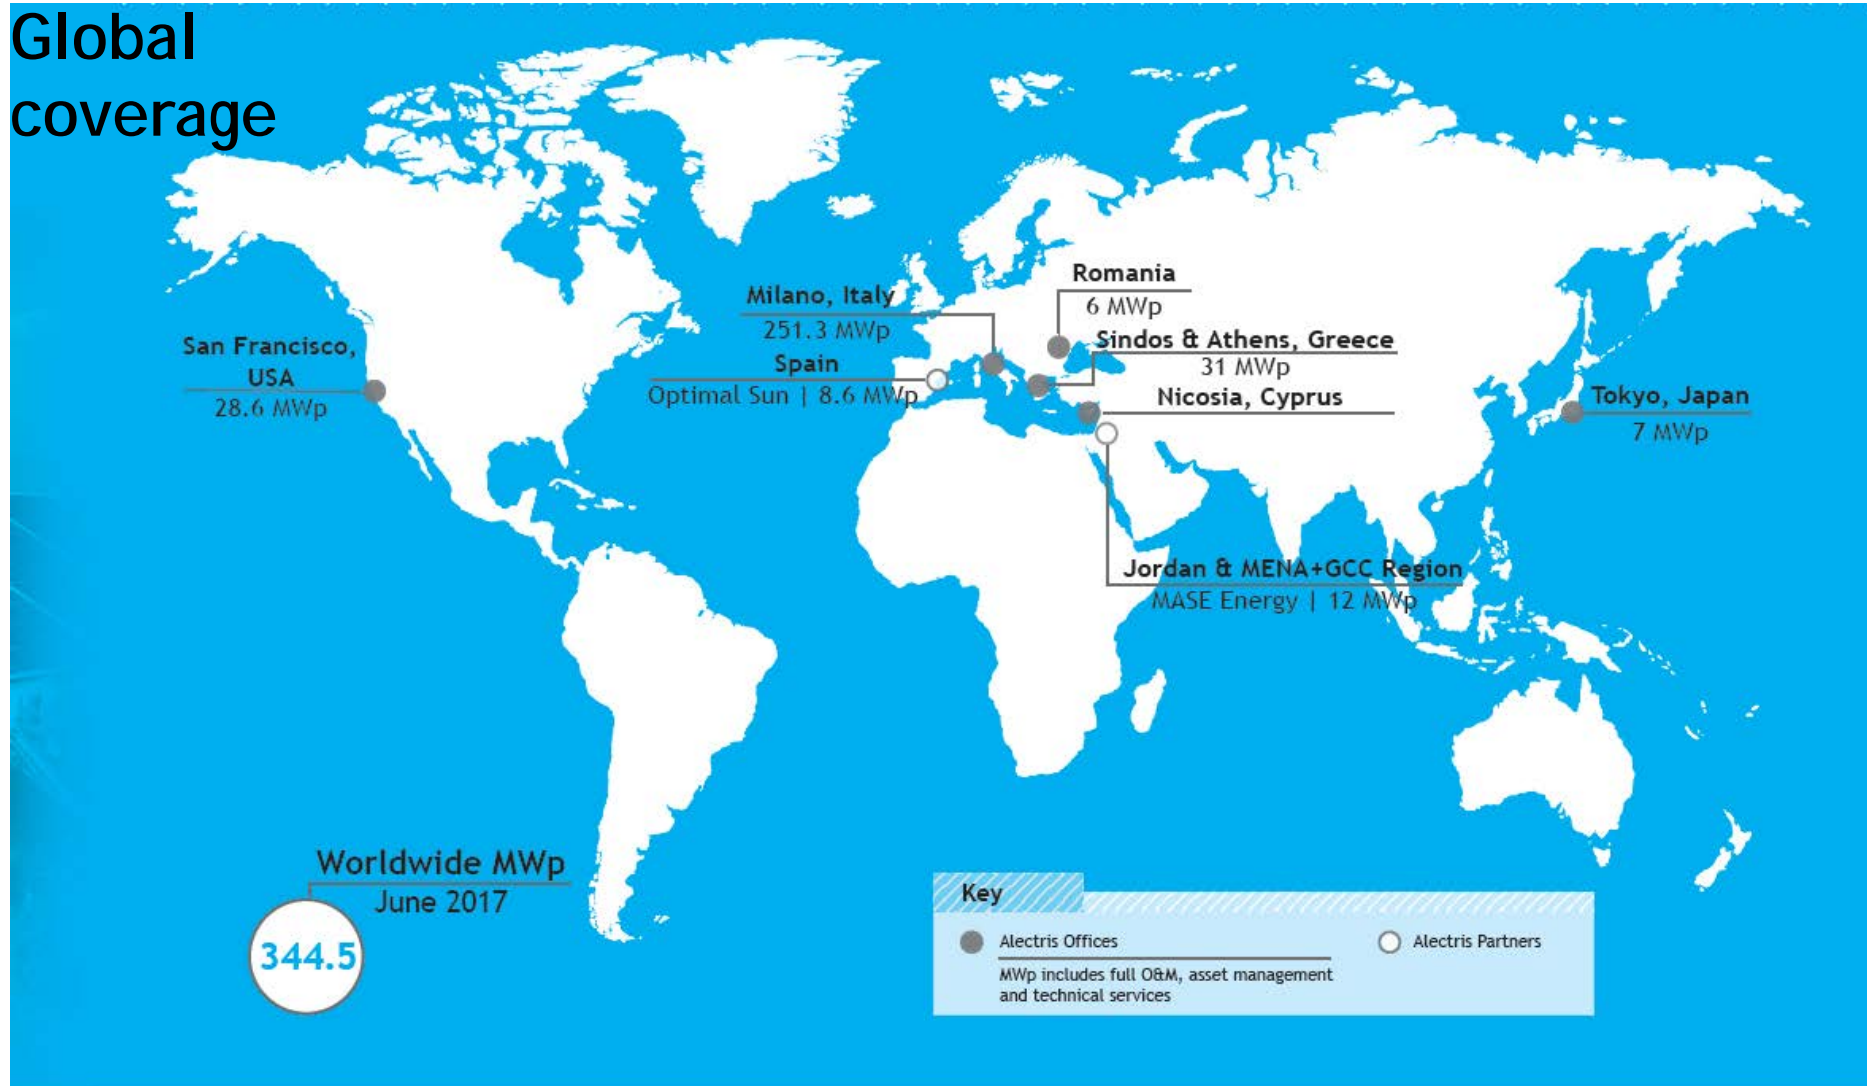 Global
coverage
Romania
6 MWp
Milano, Italy
251.3 MWp
Sindos & Athens, Greece
31 MWp
San Francisco,
USA
28.6 MWp
Spain
Optimal Sun | 8.6 MWp
Nicosia, Cyprus
Tokyo, Japan
7 MWp
Jordan & MENA+GCC Region
MASE Energy | 12 MWp
Worldwide MWp
June 2017
344.5
Key
Alectris Offices
MWp includes full O&M, asset management
and technical services
Alectris Partners